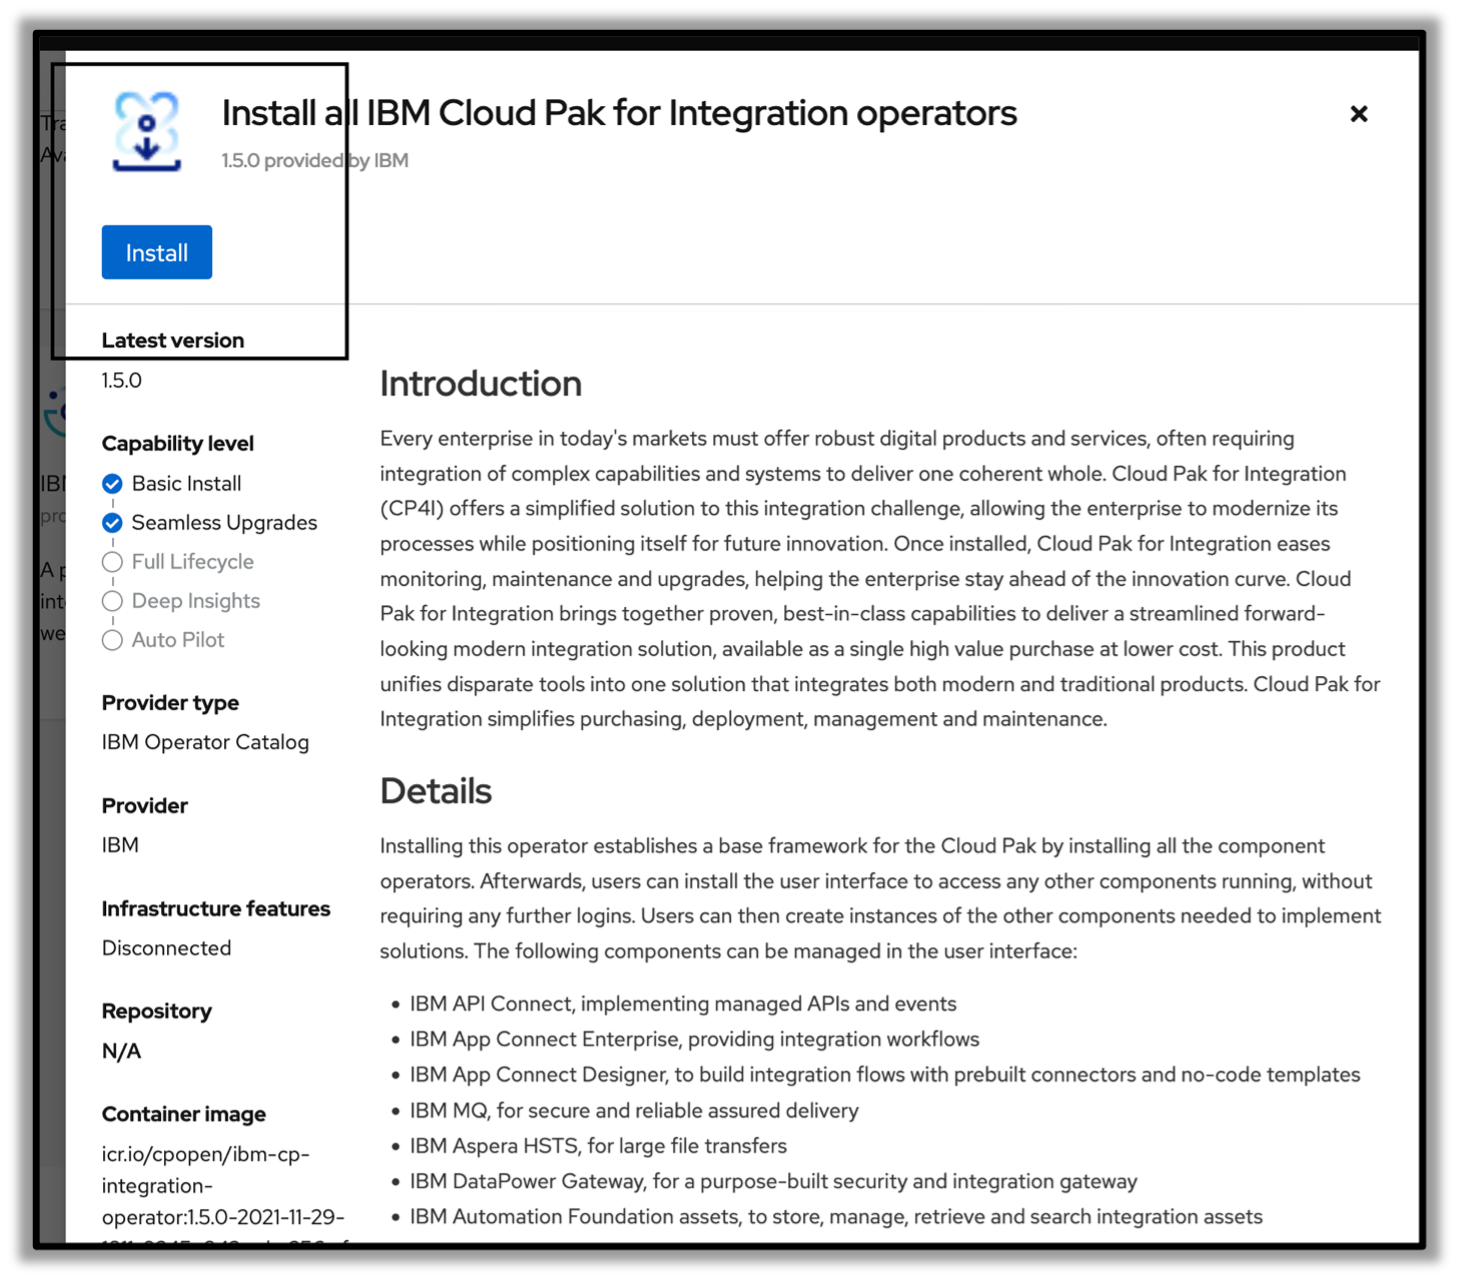 Install all IBM Cloud Pak for Integration operators
1.5.0 provided by IBM
Install
Latest version
1.5.0
Capability level
Basic Install
Seamless Upgrades
Full Lifecycle
Deep Insights
Auto Pilot
Provider type
IBM Operator Catalog
Provider
IBM
Infrastructure features
Disconnected
Repository
N/A
Container image
icr.io/cpopen/ibm-cp-
integration-
operator:1.5.0-2021-11-29-
Introduction
Every enterprise in today's markets must offer robust digital products and services, often requiring
integration of complex capabilities and systems to deliver one coherent whole. Cloud Pak for Integration
(CP4I) offers a simplified solution to this integration challenge, allowing the enterprise to modernize its
processes while positioning itself for future innovation. Once installed, Cloud Pak for Integration eases
monitoring, maintenance and upgrades, helping the enterprise stay ahead of the innovation curve. Cloud
Pak for Integration brings together proven, best-in-class capabilities to deliver a streamlined forward-
looking modern integration solution, available as a single high value purchase at lower cost. This product
unifies disparate tools into one solution that integrates both modern and traditional products. Cloud Pak for
Integration simplifies purchasing, deployment, management and maintenance.
Details
Installing this operator establishes a base framework for the Cloud Pak by installing all the component
operators. Afterwards, users can install the user interface to access any other components running, without
requiring any further logins. Users can then create instances of the other components needed to implement
solutions. The following components can be managed in the user interface:
• IBM API Connect, implementing managed APIs and events
• IBM App Connect Enterprise, providing integration workflows
• IBM App Connect Designer, to build integration flows with prebuilt connectors and no-code templates
• IBM MQ, for secure and reliable assured delivery
• IBM Aspera HSTS, for large file transfers
• IBM DataPower Gateway, for a purpose-built security and integration gateway
• IBM Automation Foundation assets, to store, manage, retrieve and search integration assets